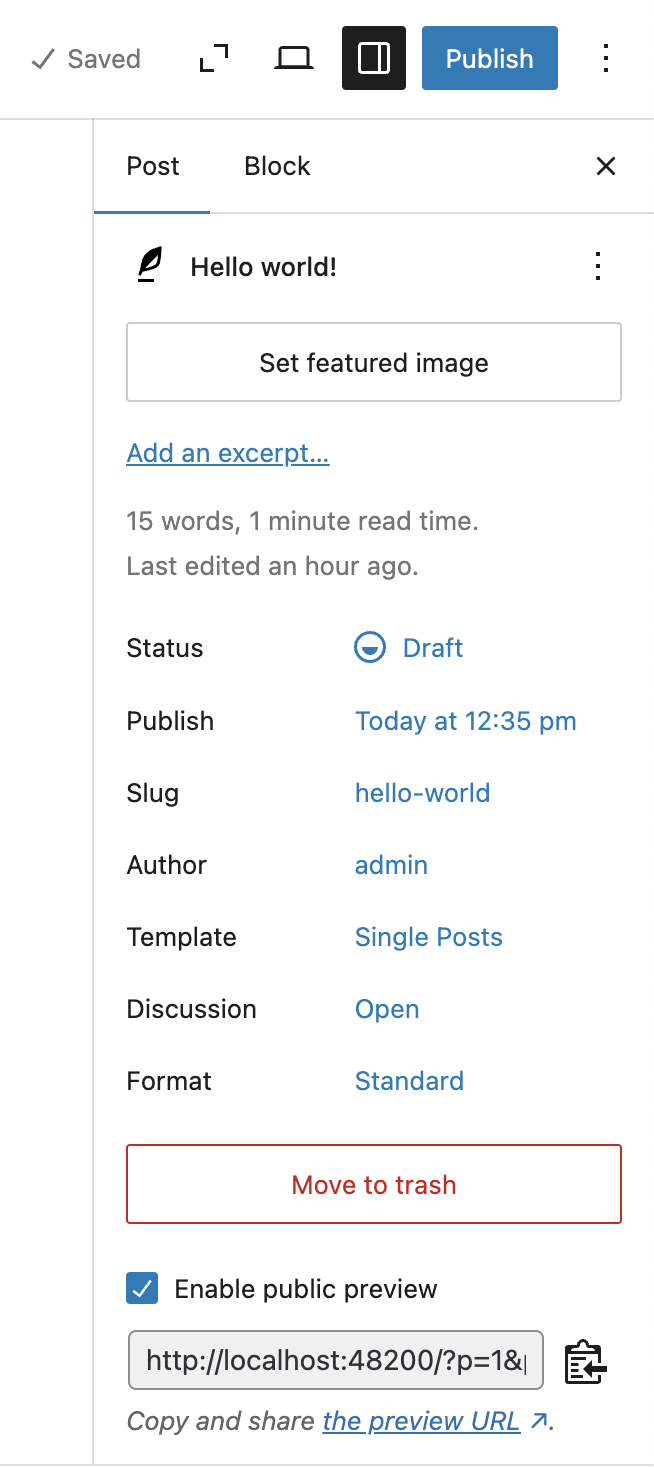 Saved
Publish
Post Block
Hello world!
Set featured image
Add an excerpt...
15 words, 1 minute read time.
Last edited an hour ago.
Status Draft
Publish Today at 12:35 pm
Slug hello-world
Author admin
Template Single Posts
Discussion Open
Format Standard
Move to trash
Enable public preview
http://localhost:48200/?p=1&
Copy and share the preview URL ↗.